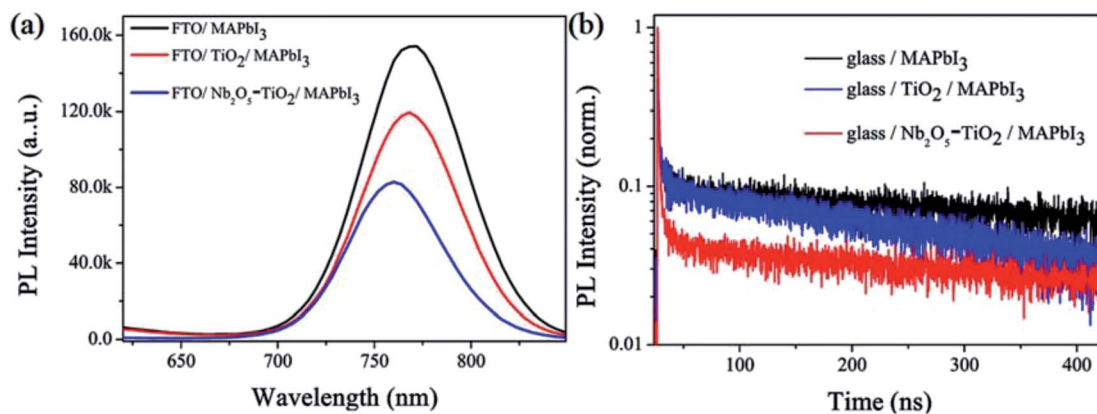 (a)
FTO/ MAPbI₃
FTO/ TiO₂/ MAPbI₃
FTO/ Nb₂O₅-TiO₂/ MAPbI₃
PL Intensity (a..u.)
160.0k
120.0k
80.0k
40.0k
0.0
650 700 750 800
Wavelength (nm)
(b)
glass / MAPbI₃
glass / TiO₂ / MAPbI₃
glass / Nb₂O₅-TiO₂ / MAPbI₃
PL Intensity (norm.)
1
0.1
0.01
100 200 300 400
Time (ns)